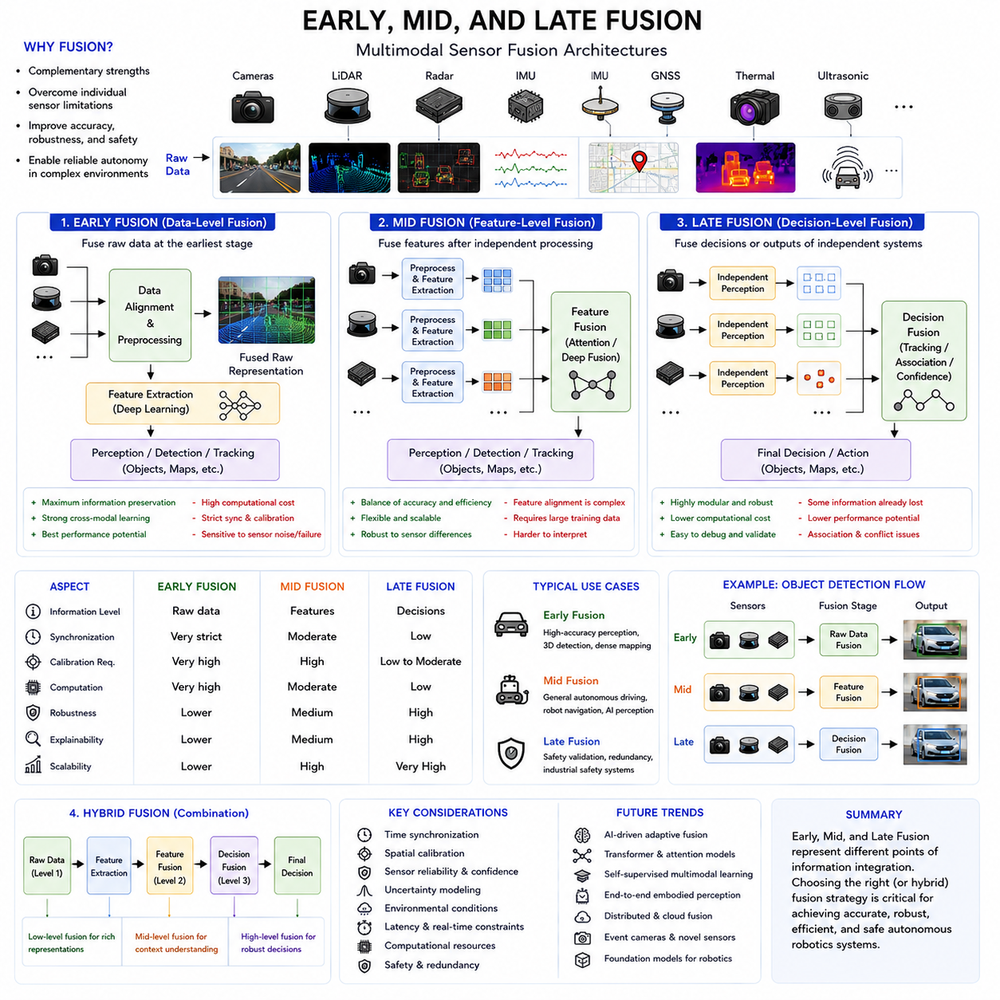 EARLY, MID, AND LATE FUSION
Multimodal Sensor Fusion Architectures
WHY FUSION?
• Complementary strengths
• Overcome individual
sensor limitations
• Improve accuracy,
robustness, and safety
• Enable reliable autonomy
in complex environments
Cameras
LiDAR
Radar
IMU
IMU
GNSS
Thermal
Ultrasonic
...
Raw
Data
...
1. EARLY FUSION (Data-Level Fusion)
Fuse raw data at the earliest stage
...
Data
Alignment
&
Preprocessing
Fused Raw
Representation
Feature Extraction
(Deep Learning)
Perception / Detection / Tracking
(Objects, Maps, etc.)
+ Maximum information preservation
+ Strong cross-modal learning
+ Best performance potential
- High computational cost
- Strict sync & calibration
- Sensitive to sensor noise/failure
2. MID FUSION (Feature-Level Fusion)
Fuse features after independent processing
Preprocess
& Feature
Extraction
Preprocess
& Feature
Extraction
Preprocess
& Feature
Extraction
...
...
Feature
Fusion
(Attention /
Deep Fusion)
Perception / Detection / Tracking
(Objects, Maps, etc.)
+ Balance of accuracy and efficiency
+ Flexible and scalable
+ Robust to sensor differences
- Feature alignment is complex
- Requires large training data
- Harder to interpret
3. LATE FUSION (Decision-Level Fusion)
Fuse decisions or outputs of independent systems
Independent
Perception
Independent
Perception
Independent
Perception
...
...
Decision
Fusion
(Tracking /
Association /
Confidence)
Final Decision / Action
(Objects, Maps, etc.)
+ Highly modular and robust
+ Lower computational cost
+ Easy to debug and validate
- Some information already lost
- Lower performance potential
- Association & conflict issues
ASPECT EARLY FUSION MID FUSION LATE FUSION
Information Level Raw data Features Decisions
Synchronization Very strict Moderate Low
Calibration Req. Very high High Low to Moderate
Computation Very high Moderate Low
Robustness Lower Medium High
Explainability Lower Medium High
Scalability Lower High Very High
TYPICAL USE CASES
Early Fusion
High-accuracy perception,
3D detection, dense mapping
Mid Fusion
General autonomous driving,
robot navigation, AI perception
Late Fusion
Safety validation, redundancy,
industrial safety systems
EXAMPLE: OBJECT DETECTION FLOW
Sensors Fusion Stage Output
Early
Raw Data
Fusion
Mid
Feature
Fusion
Late
Decision
Fusion
4. HYBRID FUSION (Combination)
Raw Data
(Level 1)
Feature
Extraction
Feature
Fusion
(Level 2)
Decision
Fusion
(Level 3)
Final
Decision
Low-level fusion for rich
representations
Mid-level fusion for
context understanding
High-level fusion for
robust decisions
KEY CONSIDERATIONS
Time synchronization
Spatial calibration
Sensor reliability & confidence
Uncertainty modeling
Environmental conditions
Latency & real-time constraints
Computational resources
Safety & redundancy
FUTURE TRENDS
AI-driven adaptive fusion
Transformer & attention models
Self-supervised multimodal learning
End-to-end embodied perception
Distributed & cloud fusion
Event cameras & novel sensors
Foundation models for robotics
SUMMARY
Early, Mid, and Late Fusion
represent different points of
information integration.
Choosing the right (or hybrid)
fusion strategy is critical for
achieving accurate, robust,
efficient, and safe autonomous
robotics systems.